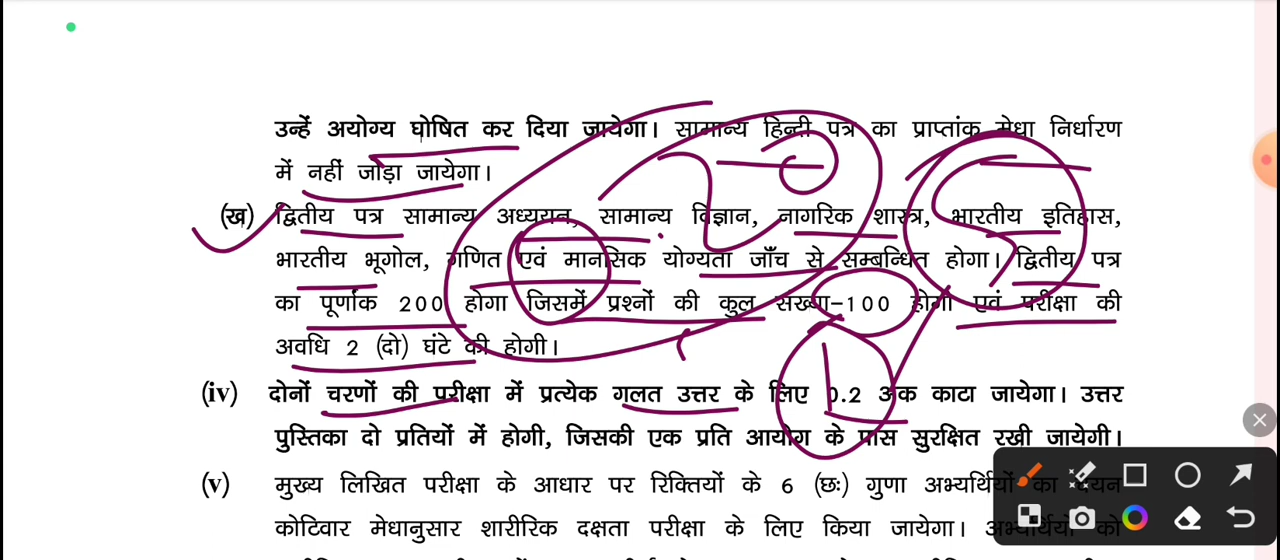 उन्हें अयोग्य घोषित कर दिया जायेगा। सामान्य हिन्दी पत्र का प्राप्तांक मेधा निर्धारण
में नहीं जोड़ा जायेगा।
(ख) द्वितीय पत्र सामान्य अध्ययन, सामान्य विज्ञान, नागरिक शास्त्र, भारतीय इतिहास,
भारतीय भूगोल, गणित एवं मानसिक योग्यता जाँच से सम्बन्धित होगा। द्वितीय पत्र
का पूर्णांक 200 होगा जिसमें प्रश्नों की कुल संख्या-100 होगी एवं परीक्षा की
अवधि 2 (दो) घंटे की होगी।
(iv) दोनों चरणों की परीक्षा में प्रत्येक गलत उत्तर के लिए 0.2 अंक काटा जायेगा। उत्तर
पुस्तिका दो प्रतियों में होगी, जिसकी एक प्रति आयोग के पास सुरक्षित रखी जायेगी।
(v) मुख्य लिखित परीक्षा के आधार पर रिक्तियों के 6 (छः) गुणा अभ्यर्थियों का चयन
कोटिवार मेधानुसार शारीरिक दक्षता परीक्षा के लिए किया जायेगा। अभ्यर्थियों को